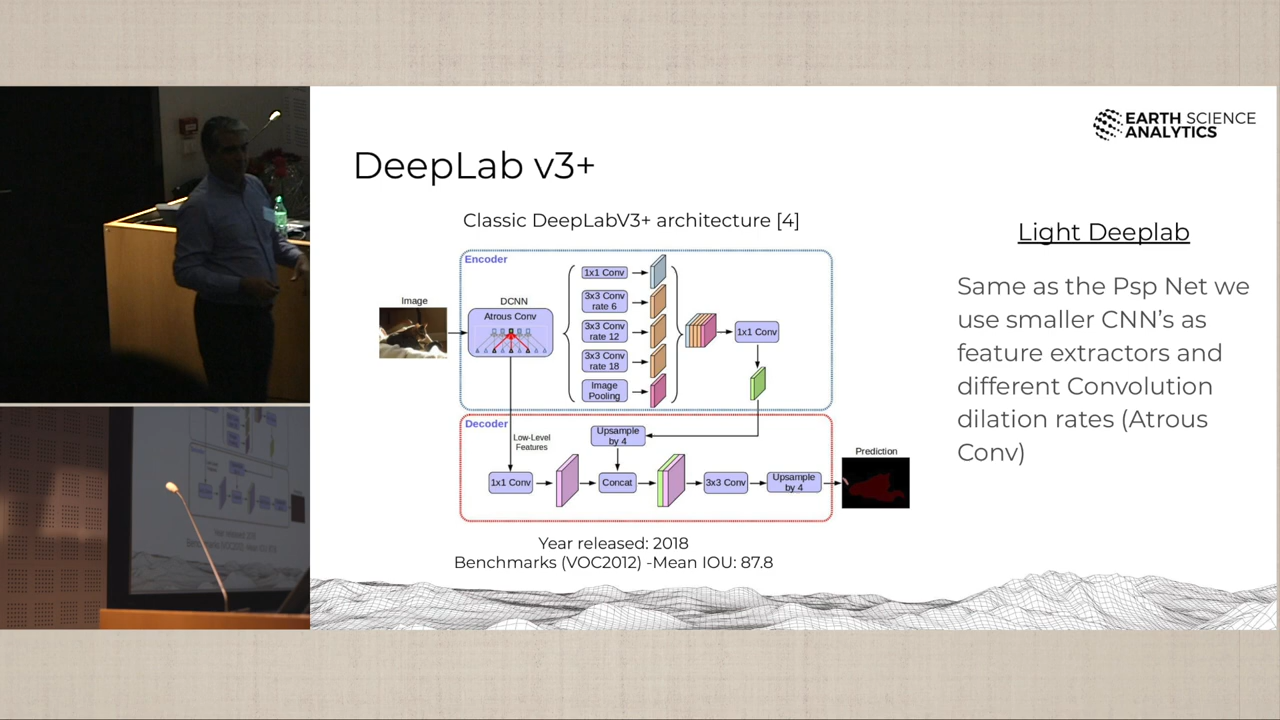 EARTH SCIENCE
ANALYTICS
DeepLab v3+
Classic DeepLabV3+ architecture [4]
Light Deeplab
Same as the Psp Net we
use smaller CNN's as
feature extractors and
different Convolution
dilation rates (Atrous
Conv)
Encoder
Image
DCNN
Atrous Conv
1x1 Conv
3x3 Conv
rate 6
3x3 Conv
rate 12
3x3 Conv
rate 18
Image
Pooling
1x1 Conv
Decoder
Low-Level
Features
Upsample
by 4
1x1 Conv
Concat
3x3 Conv
Upsample
by 4
Prediction
Year released: 2018
Benchmarks (VOC2012) -Mean IOU: 87.8